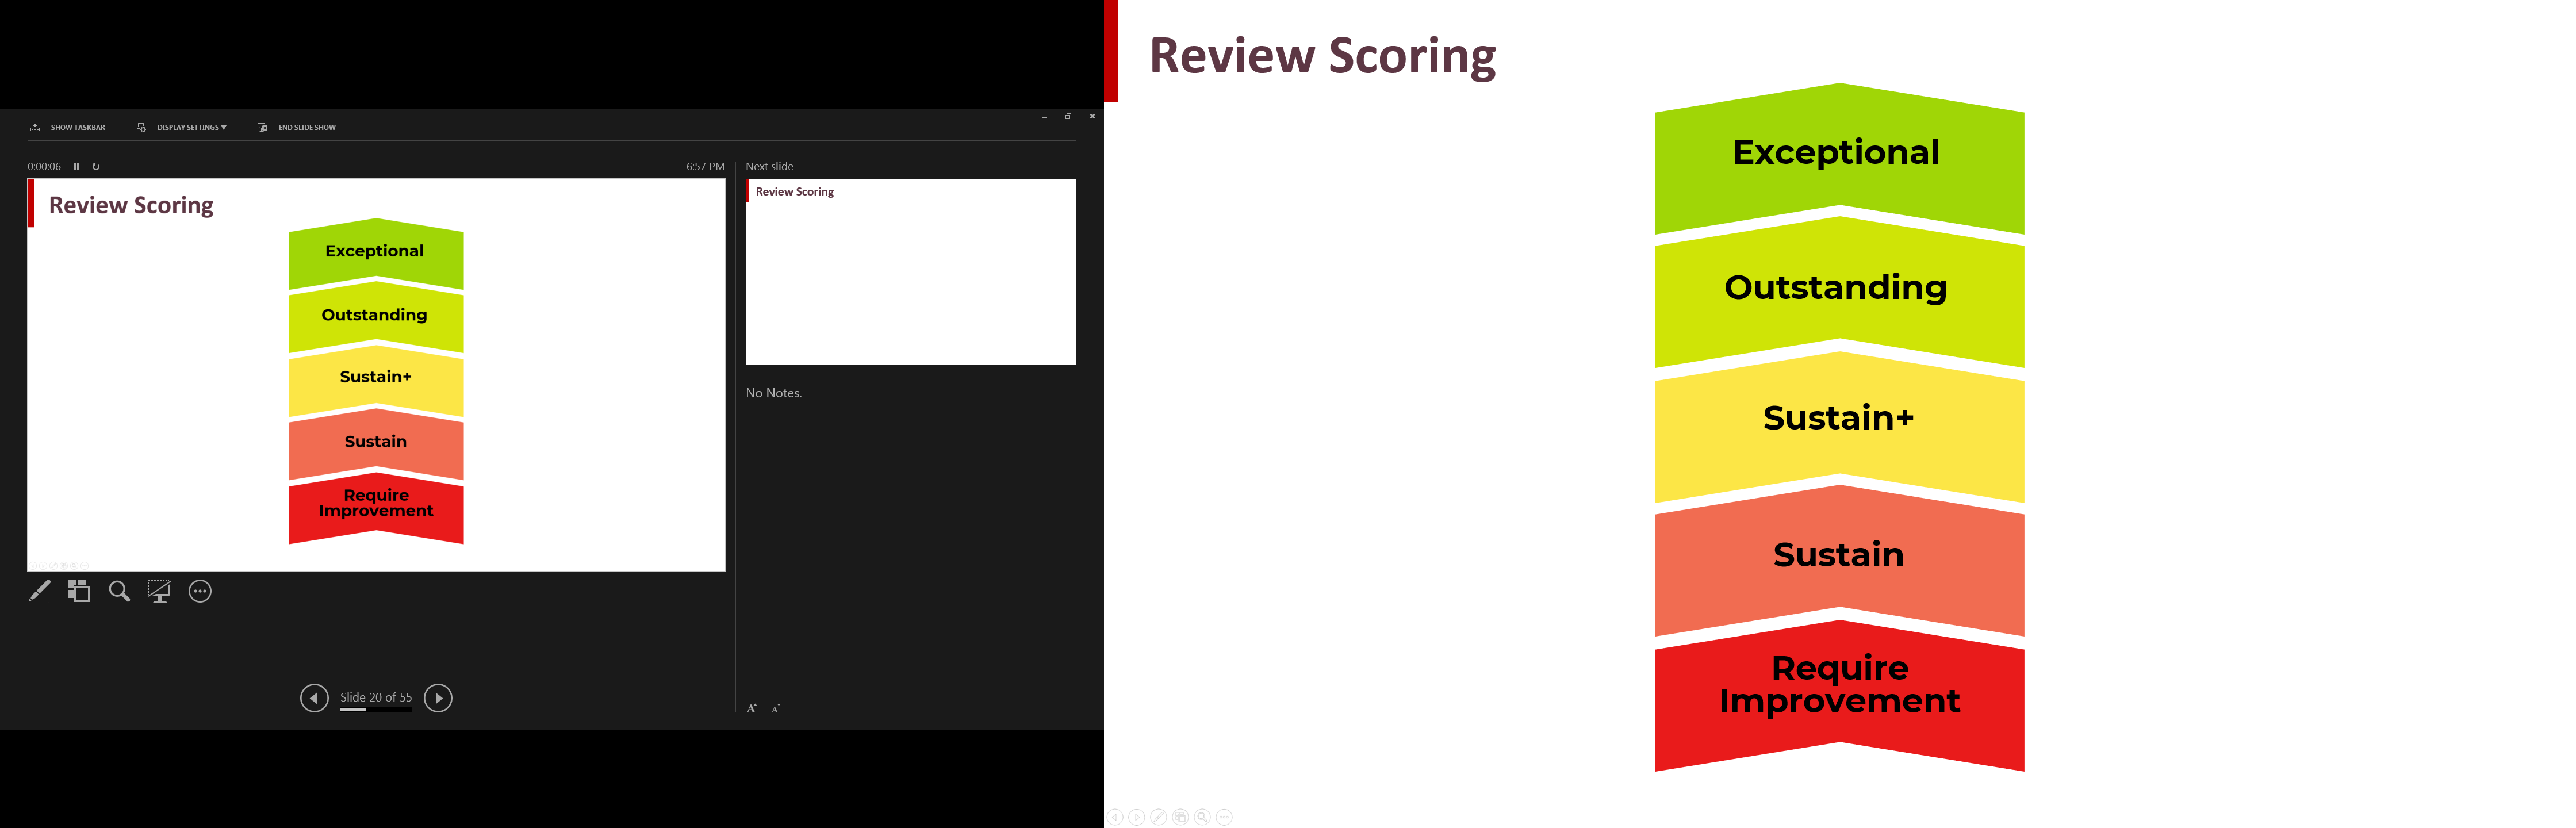 SHOW TASKBAR
DISPLAY SETTINGS ▼
END SLIDE SHOW
0:00:06
6:57 PM
Review Scoring
Exceptional
Outstanding
Sustain+
Sustain
Require
Improvement
Slide 20 of 55
Next slide
Review Scoring
No Notes.
A
A
Review Scoring
Exceptional
Outstanding
Sustain+
Sustain
Require
Improvement